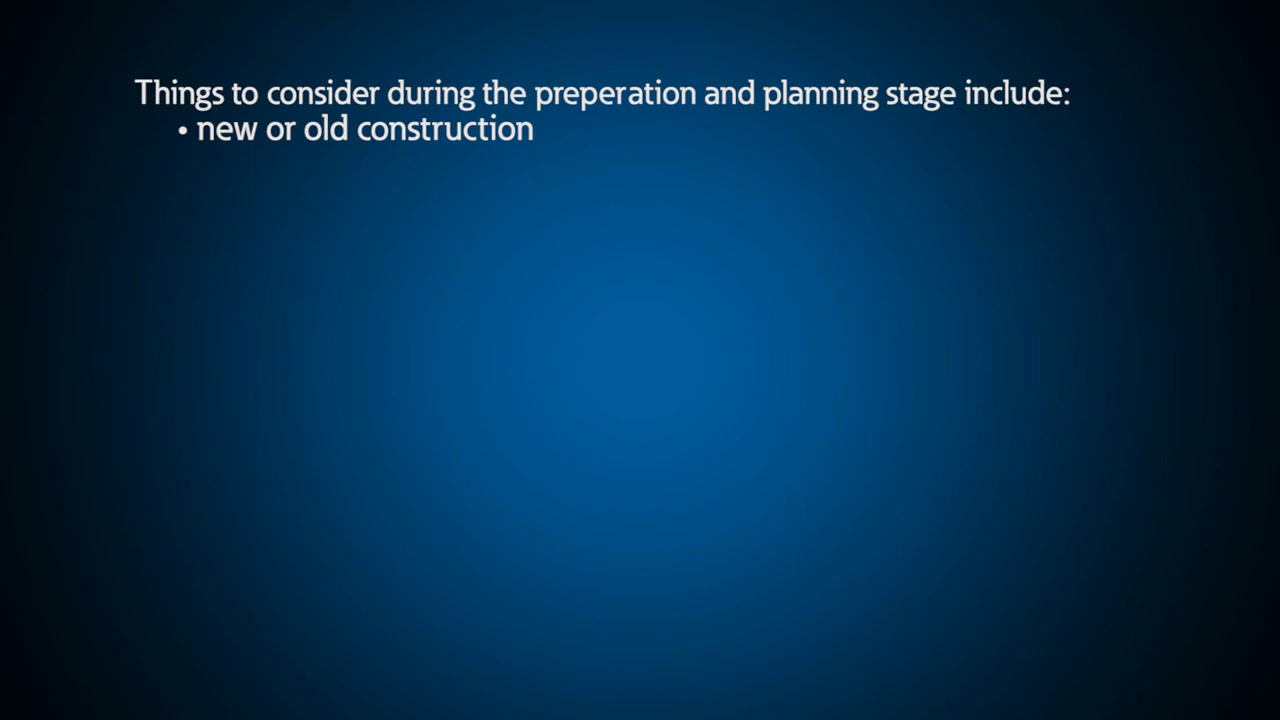 Things to consider during the preperation and planning stage include:
• new or old construction